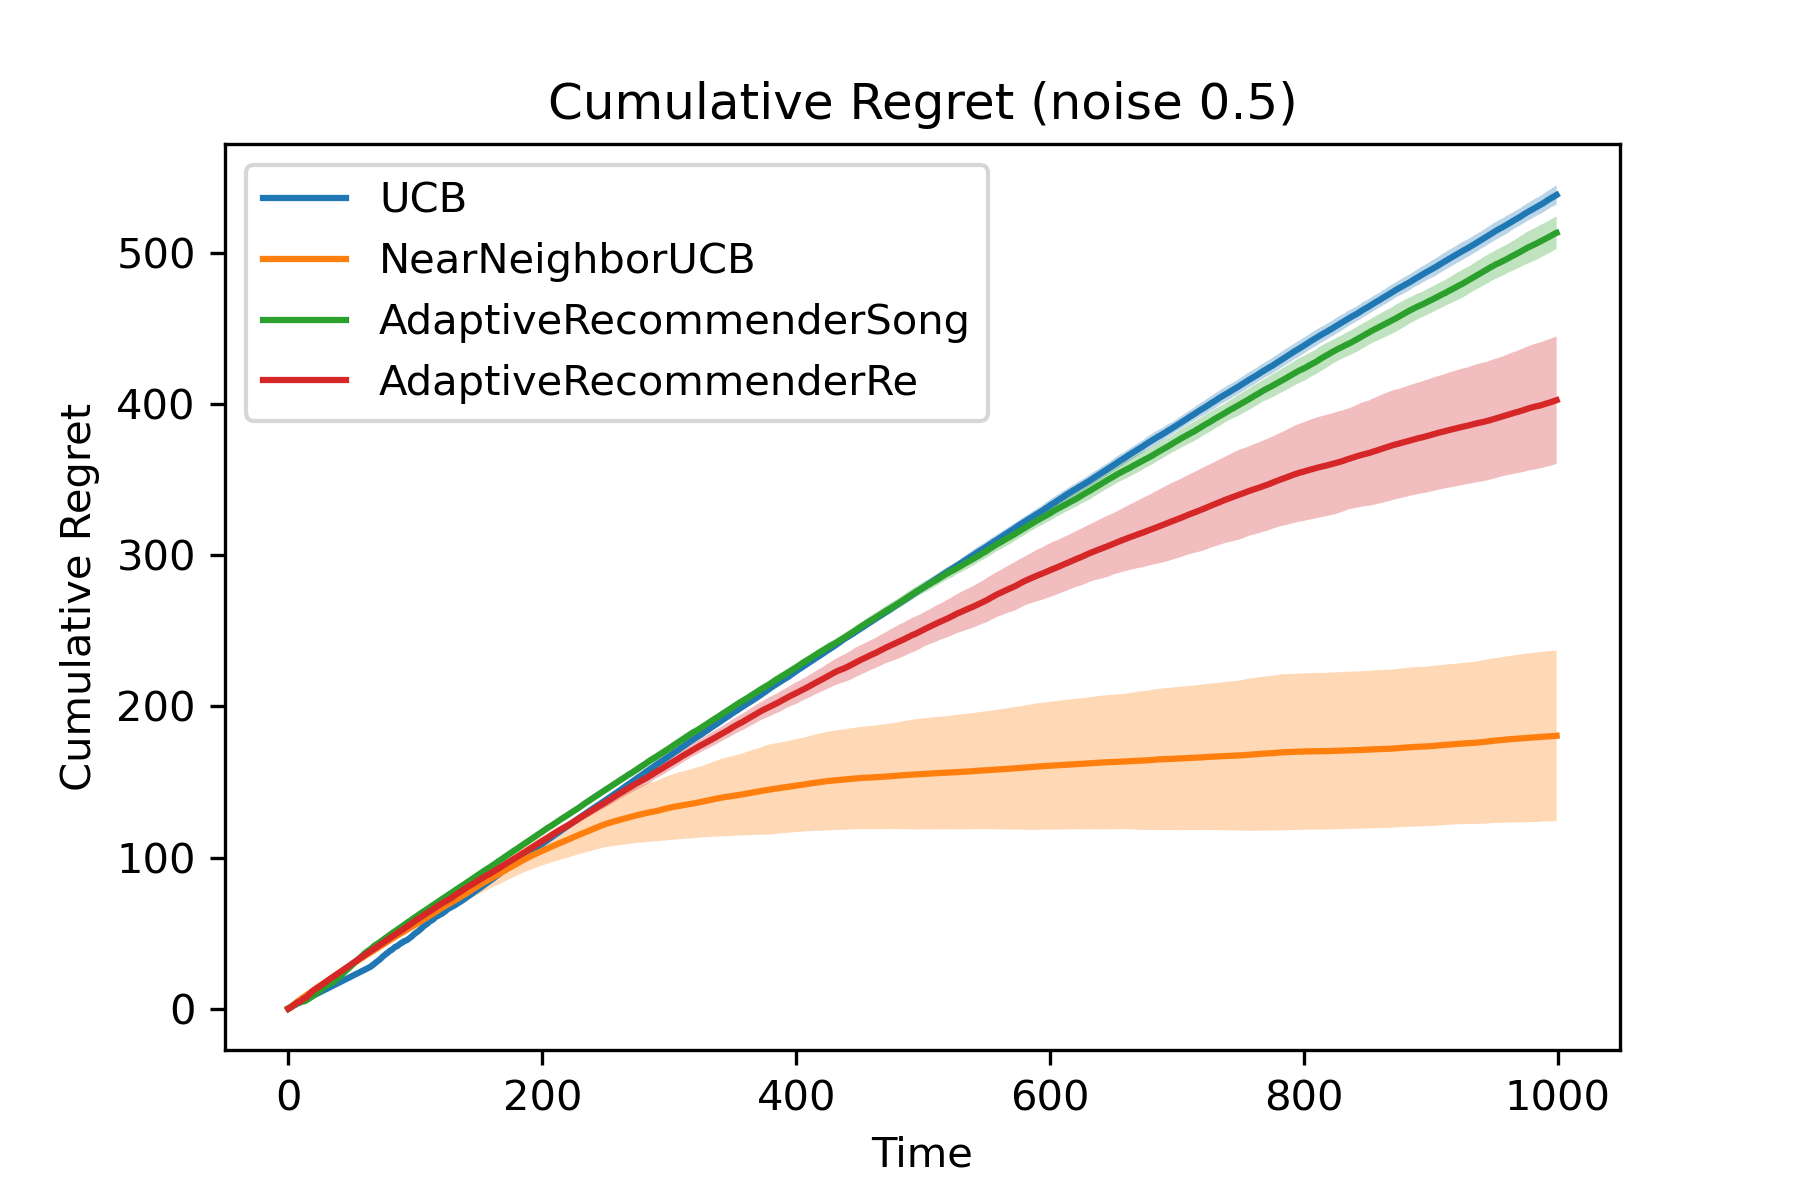 Cumulative Regret (noise 0.5)
UCB
NearNeighborUCB
AdaptiveRecommenderSong
AdaptiveRecommenderRe
Cumulative Regret
500
400
300
200
100
0
0 200 400 600 800 1000
Time